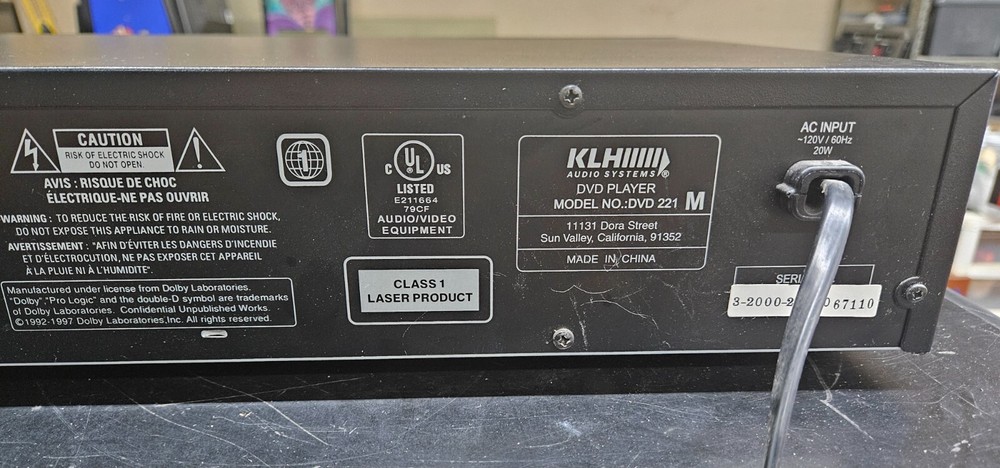 CAUTION
RISK OF ELECTRIC SHOCK
DO NOT OPEN
AVIS : RISQUE DE CHOC
ÉLECTRIQUE-NE PAS OUVRIR
WARNING : TO REDUCE THE RISK OF FIRE OR ELECTRIC SHOCK,
DO NOT EXPOSE THIS APPLIANCE TO RAIN OR MOISTURE.
AVERTISSEMENT : "AFIN D'ÉVITER LES DANGERS D'INCENDIE
ET D'ÉLECTROCUTION, NE PAS EXPOSER CET APPAREIL
À LA PLUIE NI À L'HUMIDITÉ".
Manufactured under license from Dolby Laboratories.
"Dolby","Pro Logic" and the double-D symbol are trademarks
of Dolby Laboratories. Confidential Unpublished Works.
©1992-1997 Dolby Laboratories,Inc. All rights reserved.
1
C UL US
LISTED
E211664
79CF
AUDIO/VIDEO
EQUIPMENT
CLASS 1
LASER PRODUCT
KLH
AUDIO SYSTEMS
DVD PLAYER
MODEL NO.:DVD 221 M
11131 Dora Street
Sun Valley, California, 91352
MADE IN CHINA
AC INPUT
~120V / 60Hz
20W
3-2000-2 067110